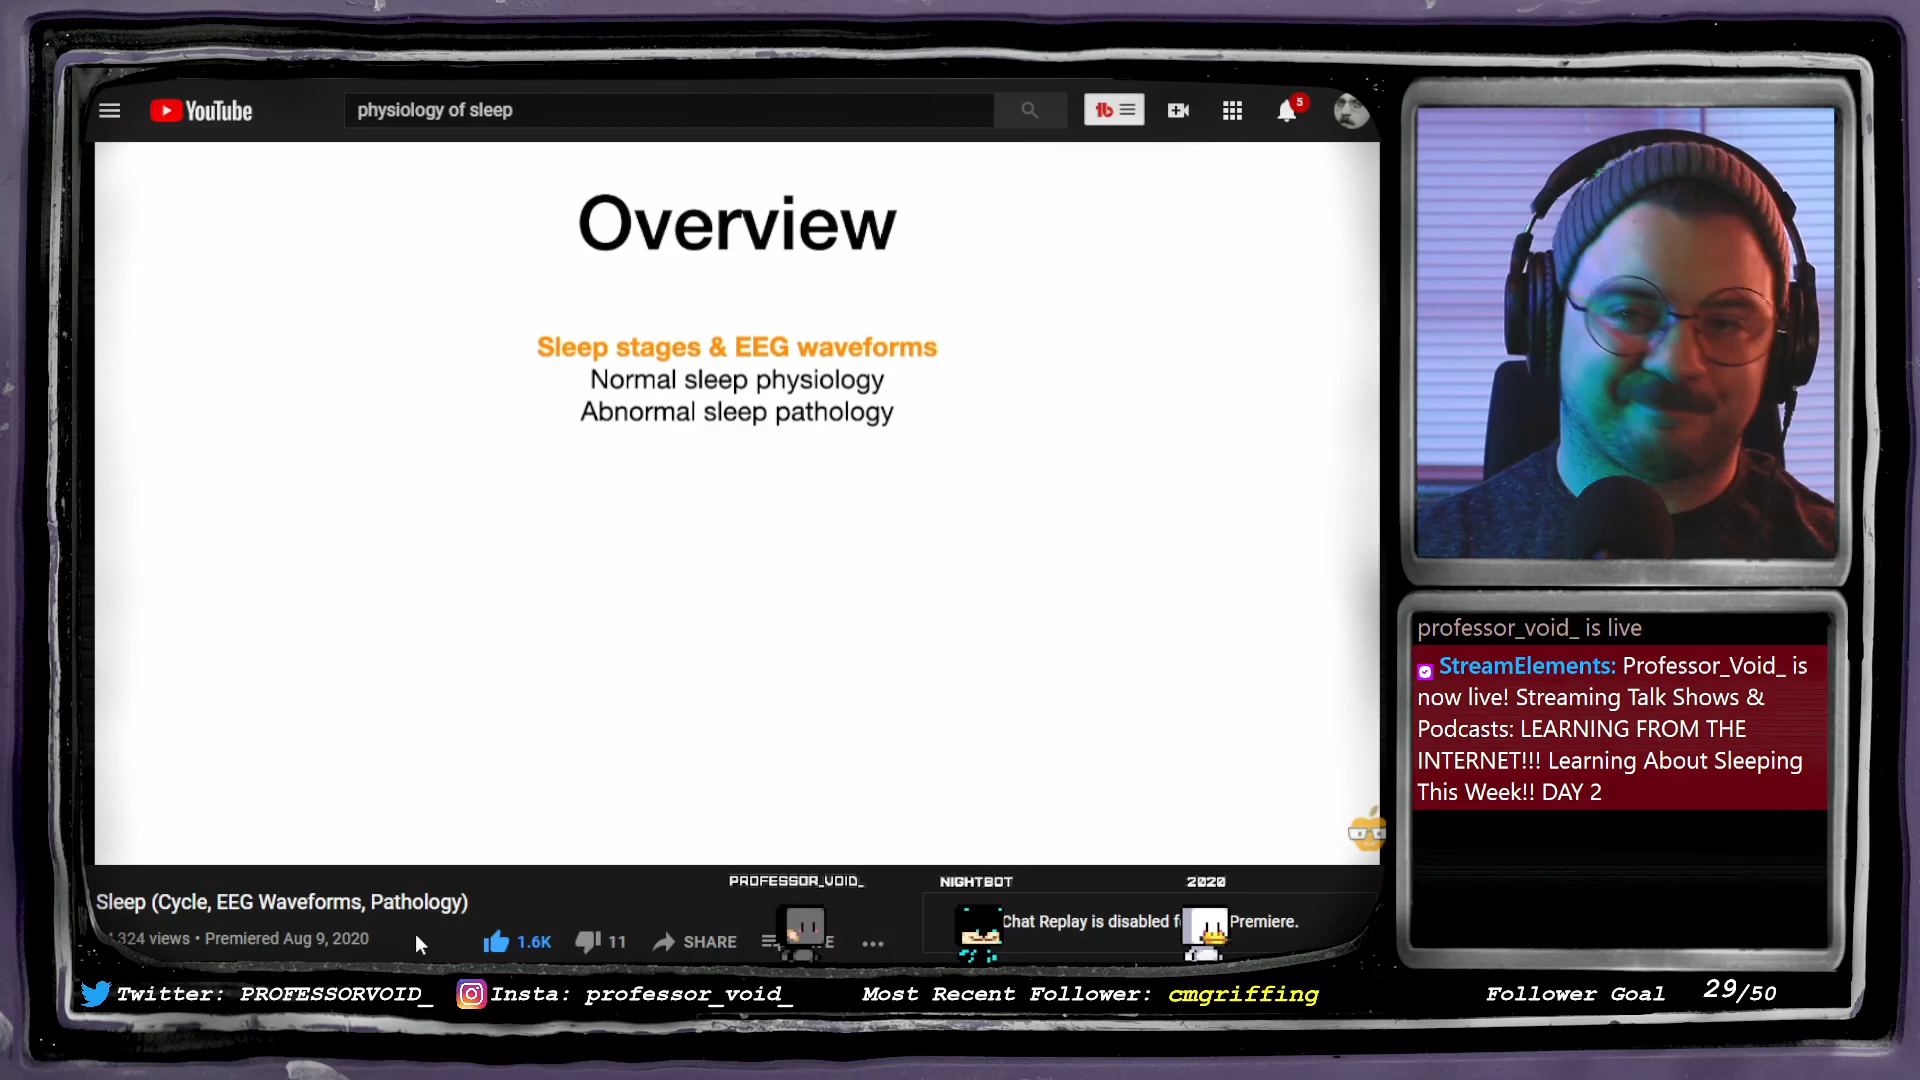 YouTube
physiology of sleep
5
Overview
Sleep stages & EEG waveforms
Normal sleep physiology
Abnormal sleep pathology
professor_void_ is live
StreamElements: Professor_Void_ is
now live! Streaming Talk Shows &
Podcasts: LEARNING FROM THE
INTERNET!!! Learning About Sleeping
This Week!! DAY 2
PROFESSOR_VOID_
NIGHTBOT
2020
Sleep (Cycle, EEG Waveforms, Pathology)
324 views • Premiered Aug 9, 2020
1.6K
11
SHARE
Chat Replay is disabled
Premiere.
Twitter: PROFESSORVOID_
Insta: professor_void_
Most Recent Follower: cmgriffing
Follower Goal 29/50